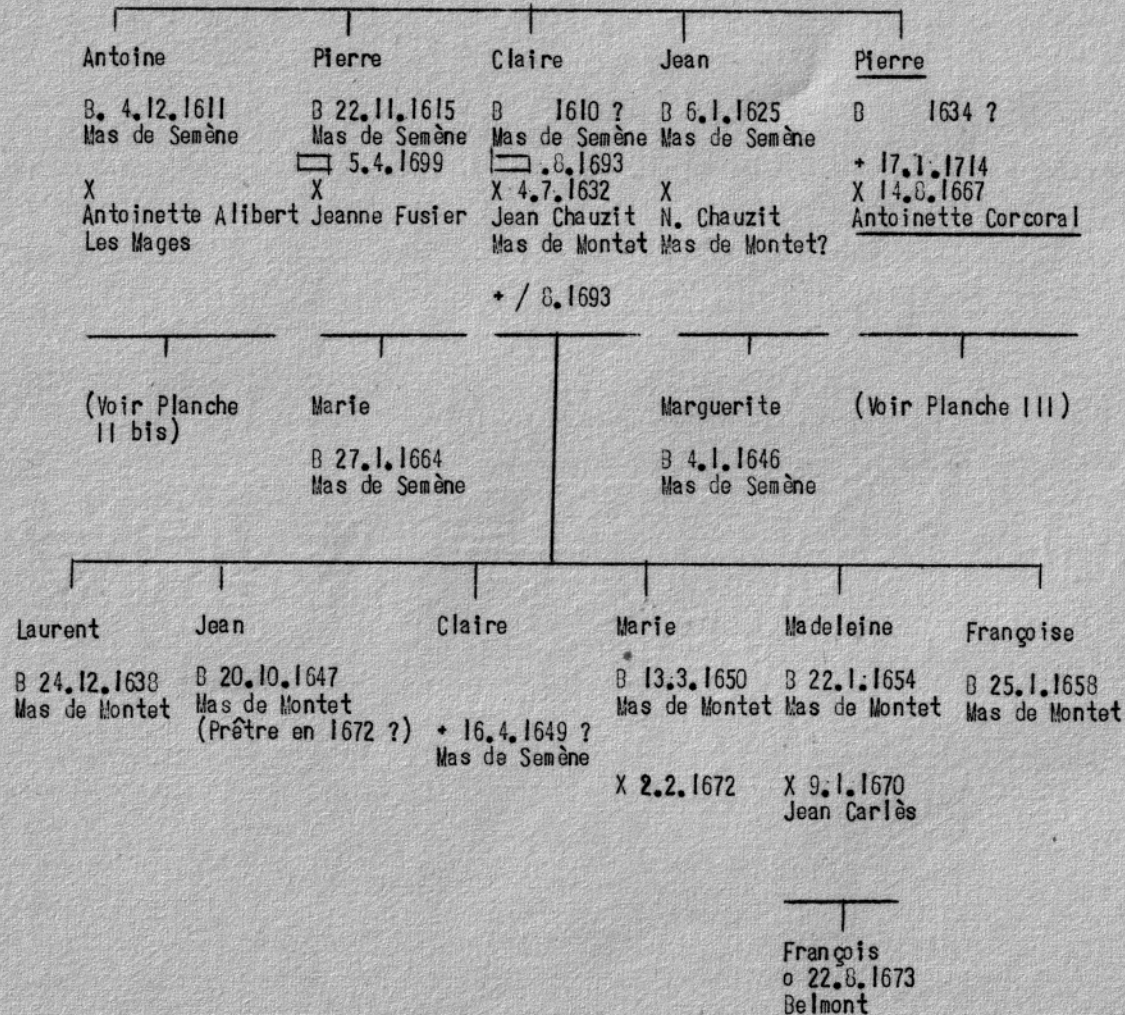 Antoine Pierre Claire Jean Pierre
B. 4.12.1611 B 22.11.1615 B 1610 ? B 6.1.1625 B 1634 ?
Mas de Semène Mas de Semène Mas de Semène Mas de Semène
5.4.1699 .8.1693 + 17.1.1714
X X X 4.7.1632 X X 14.8.1667
Antoinette Alibert Jeanne Fusier Jean Chauzit N. Chauzit Antoinette Corcoral
Les Mages Mas de Montet Mas de Montet?
+ / 8.1693
(Voir Planche Marie Marguerite (Voir Planche III)
II bis)
B 27.1.1664 B 4.1.1646
Mas de Semène Mas de Semène
Laurent Jean Claire Marie Madeleine Françoise
B 24.12.1638 B 20.10.1647 B 13.3.1650 B 22.1.1654 B 25.1.1658
Mas de Montet Mas de Montet Mas de Montet Mas de Montet Mas de Montet
(Prêtre en 1672 ?) + 16.4.1649 ?
Mas de Semène
X 2.2.1672 X 9.1.1670
Jean Carlès
François
o 22.8.1673
Belmont